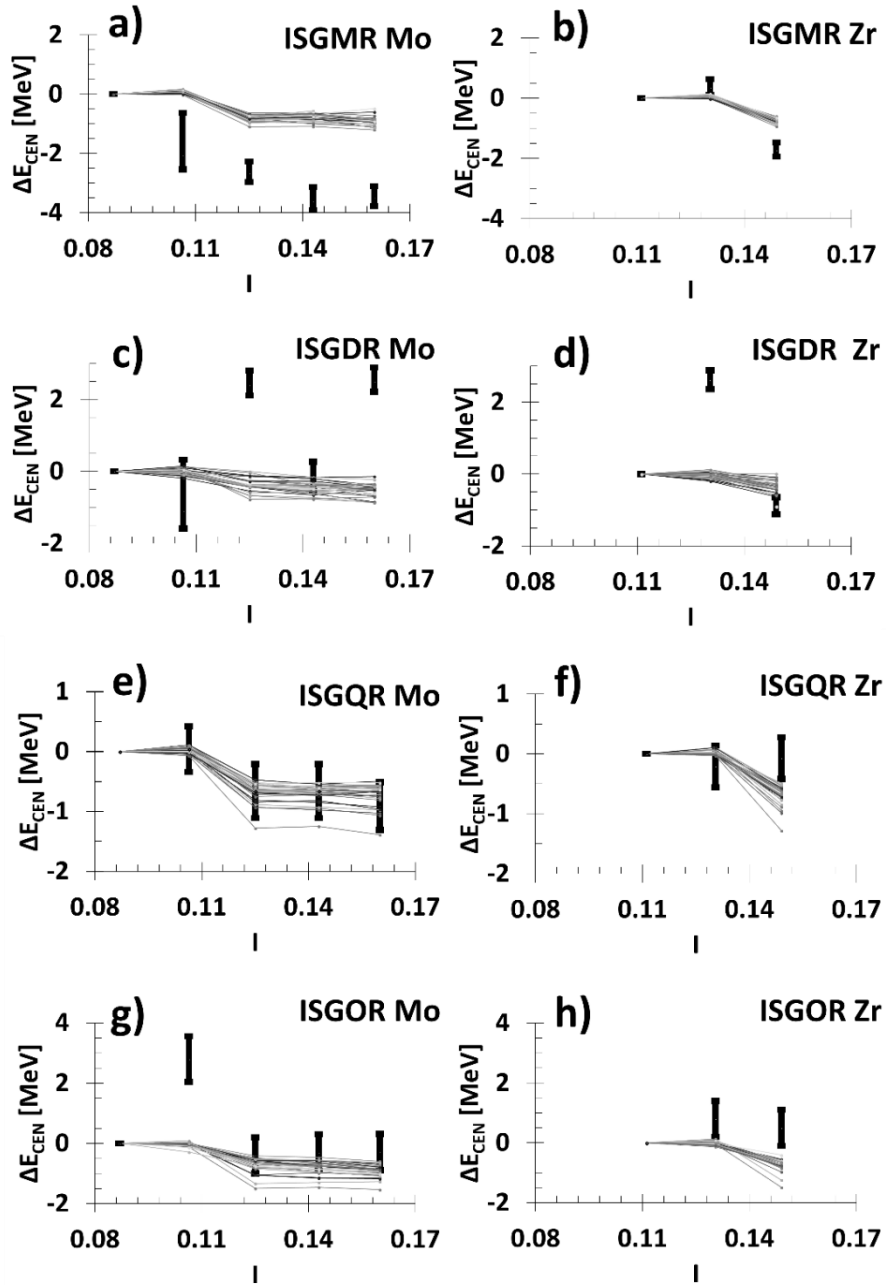 a) ISGMR Mo
ΔE_CEN [MeV]
2
0
-2
-4
0.08 0.11 0.14 0.17
I
b) ISGMR Zr
ΔE_CEN [MeV]
2
0
-2
-4
0.08 0.11 0.14 0.17
I
c) ISGDR Mo
ΔE_CEN [MeV]
2
0
-2
0.08 0.11 0.14 0.17
I
d) ISGDR Zr
ΔE_CEN [MeV]
2
0
-2
0.08 0.11 0.14 0.17
I
e) ISGQR Mo
ΔE_CEN [MeV]
1
0
-1
-2
0.08 0.11 0.14 0.17
I
f) ISGQR Zr
ΔE_CEN [MeV]
1
0
-1
-2
0.08 0.11 0.14 0.17
I
g) ISGOR Mo
ΔE_CEN [MeV]
4
2
0
-2
0.08 0.11 0.14 0.17
I
h) ISGOR Zr
ΔE_CEN [MeV]
4
2
0
-2
0.08 0.11 0.14 0.17
I